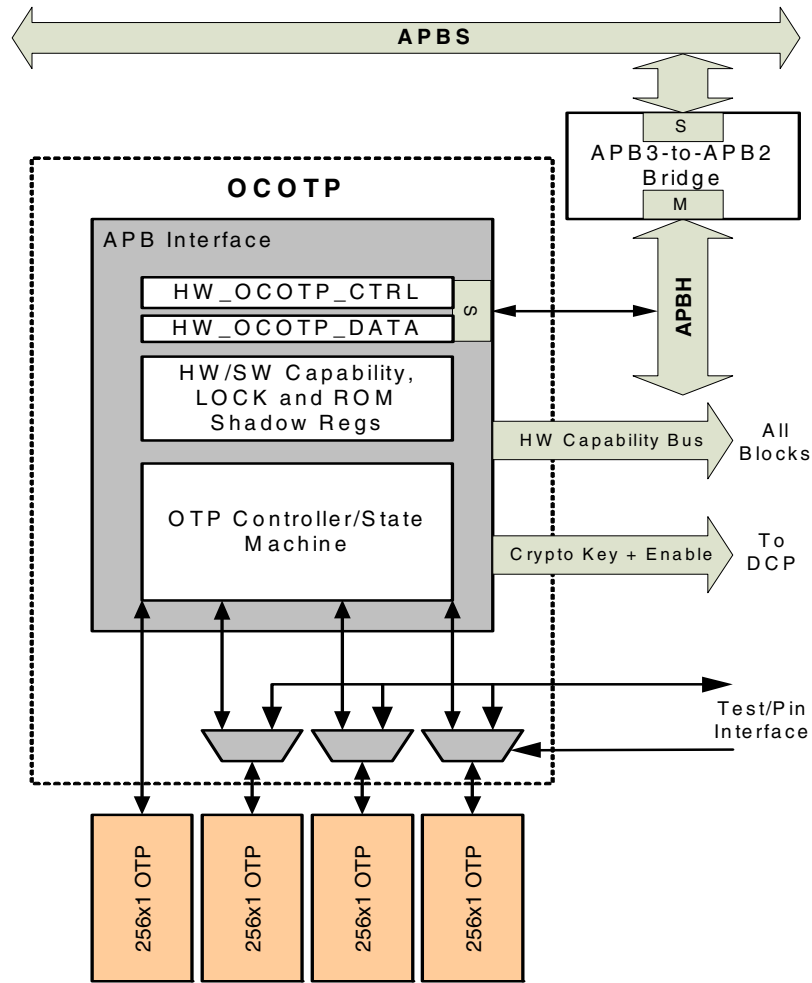 APBS
S
APB3-to-APB2
Bridge
M
APBH
OCOTP
APB Interface
HW_OCOTP_CTRL
HW_OCOTP_DATA
S
HW/SW Capability,
LOCK and ROM
Shadow Regs
HW Capability Bus
All
Blocks
OTP Controller/State
Machine
Crypto Key + Enable
To
DCP
Test/Pin
Interface
256x1 OTP
256x1 OTP
256x1 OTP
256x1 OTP